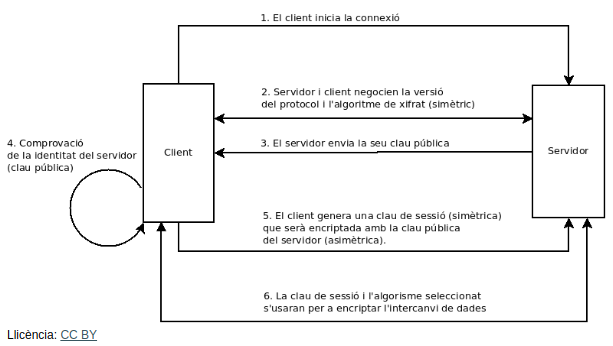 1. El client inicia la connexió
2. Servidor i client negocien la versió
del protocol i l'algoritme de xifrat (simètric)
3. El servidor envia la seu clau pública
4. Comprovació
de la identitat del servidor
(clau pública)
Client
Servidor
5. El client genera una clau de sessió (simètrica)
que serà encriptada amb la clau pública
del servidor (asimètrica).
6. La clau de sessió i l'algorisme seleccionat
s'usaran per a encriptar l'intercanvi de dades
Llicència: CC BY